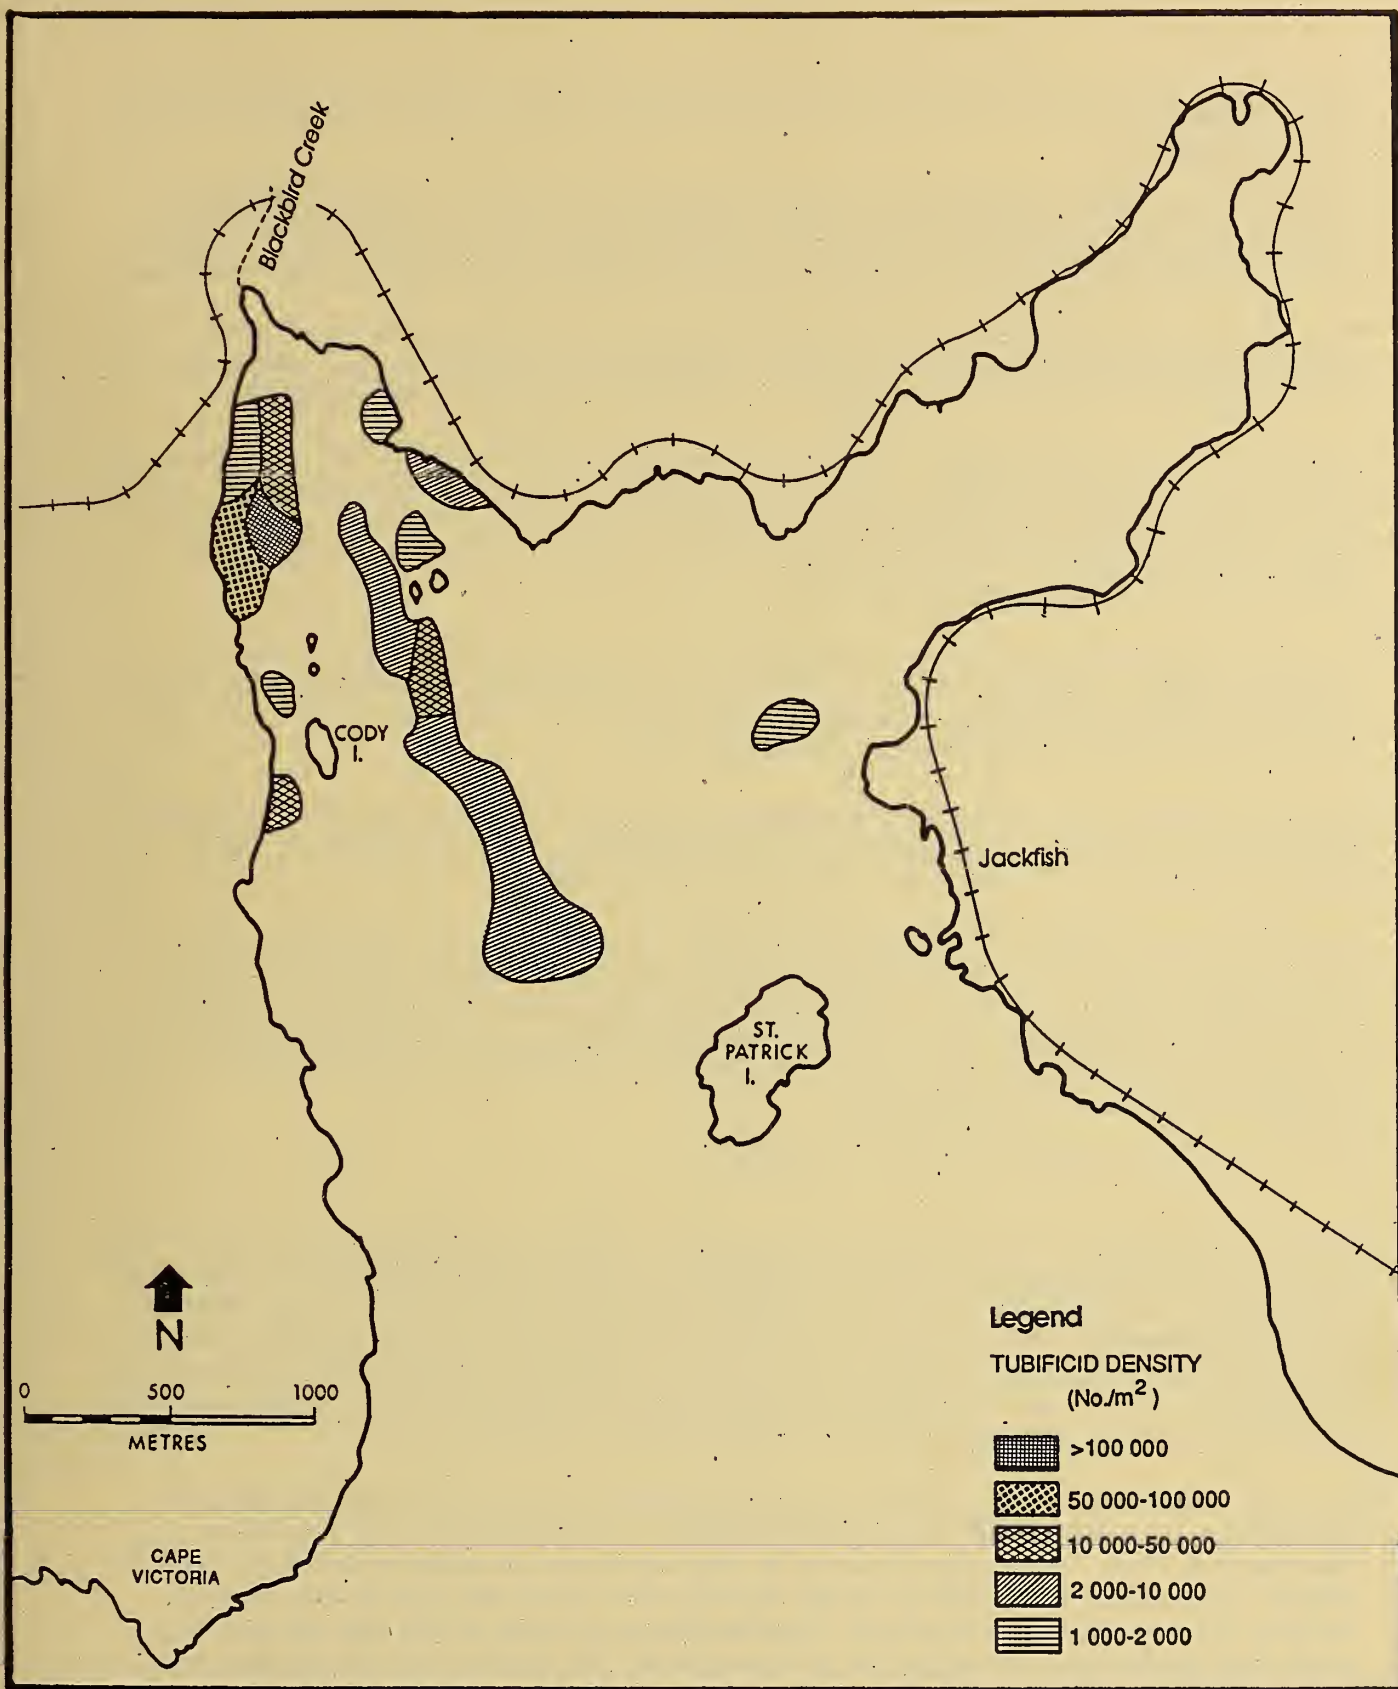 Blackbird Creek
CODY
I.
Jackfish
ST.
PATRICK
I.
N
0 500 1000
METRES
CAPE
VICTORIA
Legend
TUBIFICID DENSITY
(No./m²)
>100 000
50 000-100 000
10 000-50 000
2 000-10 000
1 000-2 000